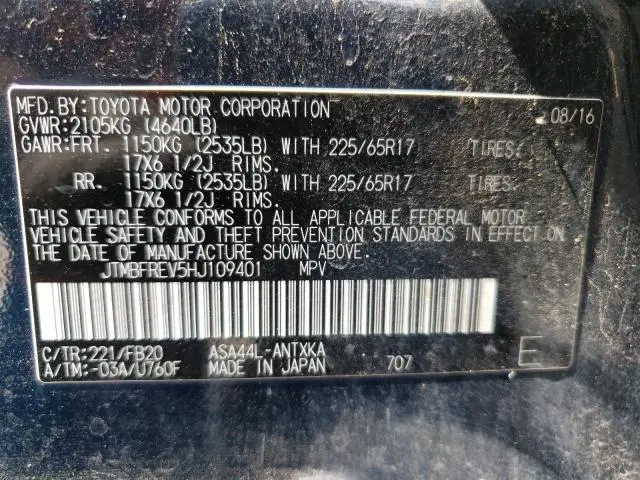 MFD.BY:TOYOTA MOTOR CORPORATION 08/16
GVWR:2105KG (4640LB)
GAWR:FRT. 1150KG (2535LB) WITH 225/65R17 TIRES,
17X6 1/2J RIMS.
RR. 1150KG (2535LB) WITH 225/65R17 TIRES,
17X6 1/2J RIMS.
THIS VEHICLE CONFORMS TO ALL APPLICABLE FEDERAL MOTOR
VEHICLE SAFETY AND THEFT PREVENTION STANDARDS IN EFFECT ON
THE DATE OF MANUFACTURE SHOWN ABOVE.
JTMBFREV5HJ109401 MPV
C/TR:221/FB20 ASA44L-ANTXKA
A/TM:-03A/U760F MADE IN JAPAN 707 E